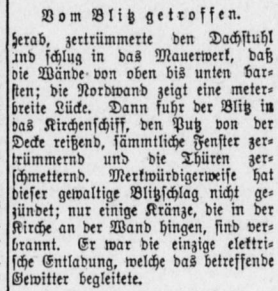 Vom Blitz getroffen.
herab, zertrümmerte den Dachstuhl
und schlug in das Mauerwerk, daß
die Wände von oben bis unten bar-
sten; die Nordwand zeigt eine meter-
breite Lücke. Dann fuhr der Blitz in
das Kirchenschiff, den Putz von der
Decke reißend, sämmtliche Fenster zer-
trümmernd und die Thüren zer-
schmetternd. Merkwürdigerweise hat
dieser gewaltige Blitzschlag nicht ge-
zündet; nur einige Kränze, die in der
Kirche an der Wand hingen, sind ver-
brannt. Er war die einzige elektri-
sche Entladung, welche das betreffende
Gewitter begleitete.